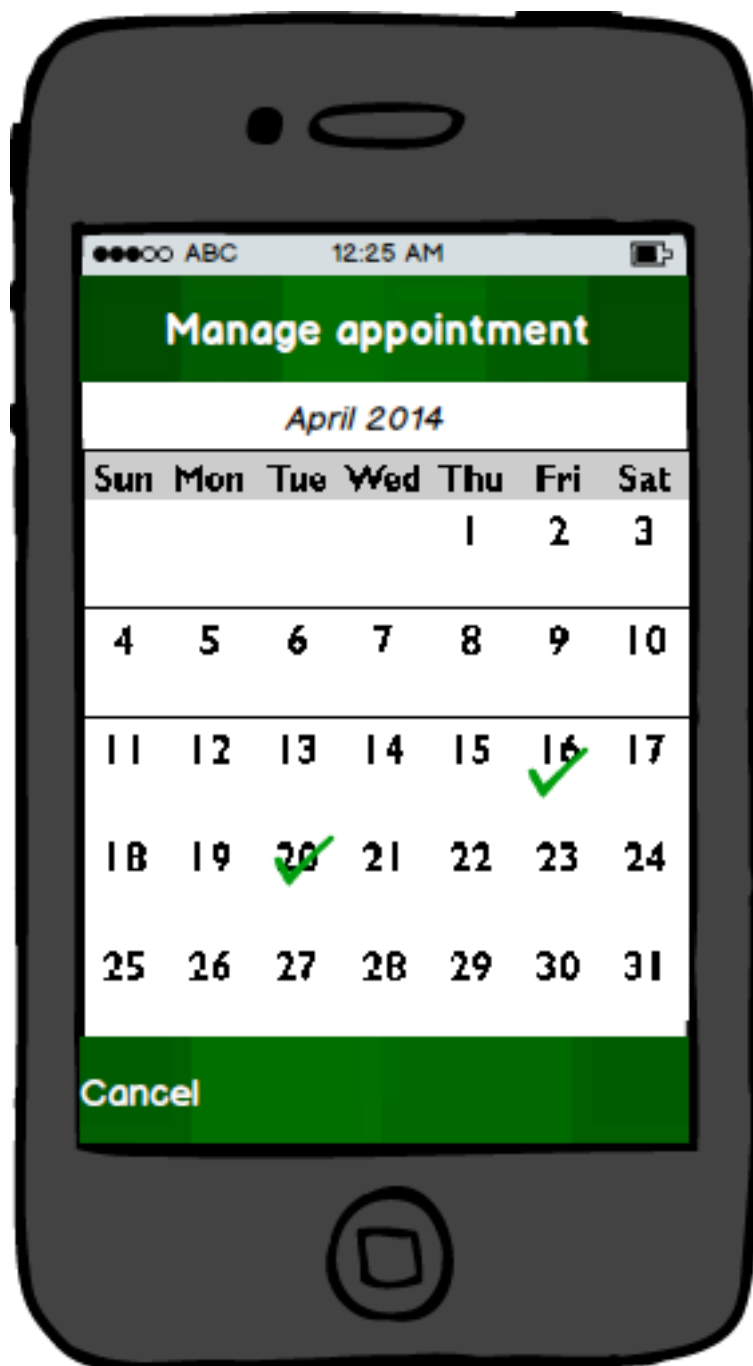 ABC 12:25 AM
Manage appointment
April 2014
Sun Mon Tue Wed Thu Fri Sat
1 2 3
4 5 6 7 8 9 10
11 12 13 14 15 16 17
18 19 20 21 22 23 24
25 26 27 28 29 30 31
Cancel